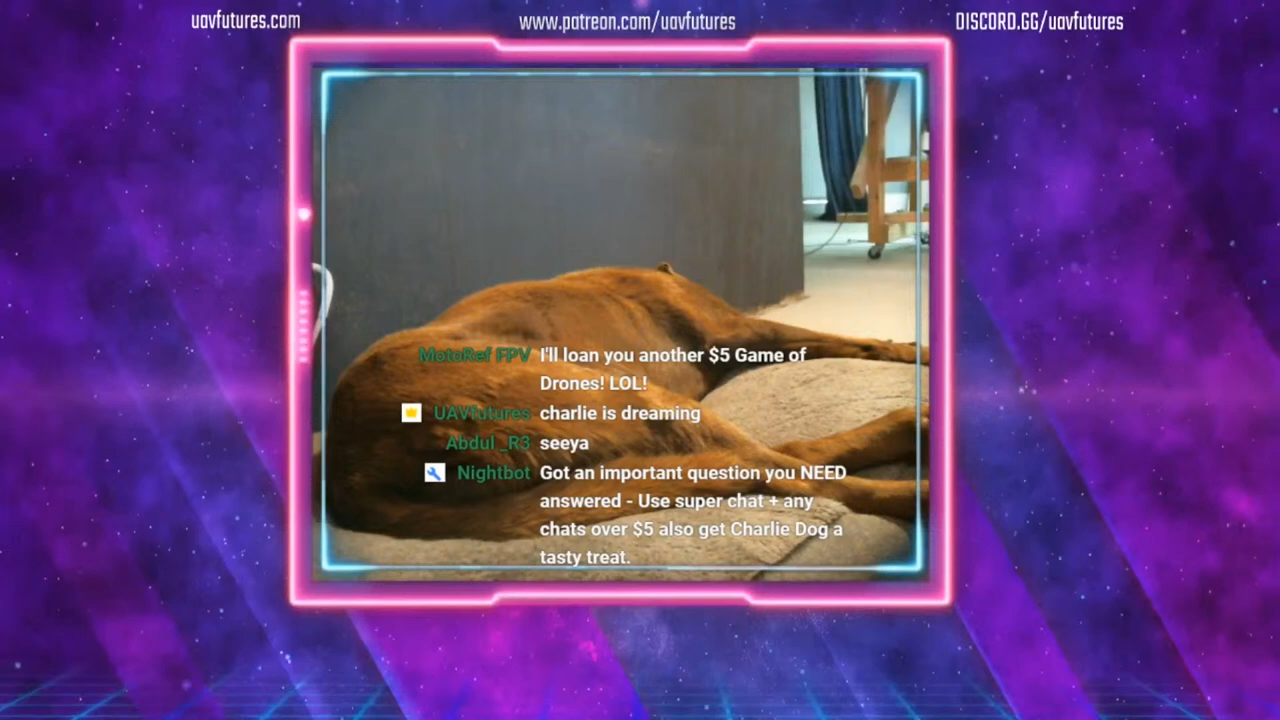 uavfutures.com
www.patreon.com/uavfutures
DISCORD.GG/uavfutures
MotoRef FPV I'll loan you another $5 Game of
Drones! LOL!
UAVfutures charlie is dreaming
Abdul _R3 seeya
Nightbot Got an important question you NEED
answered - Use super chat + any
chats over $5 also get Charlie Dog a
tasty treat.